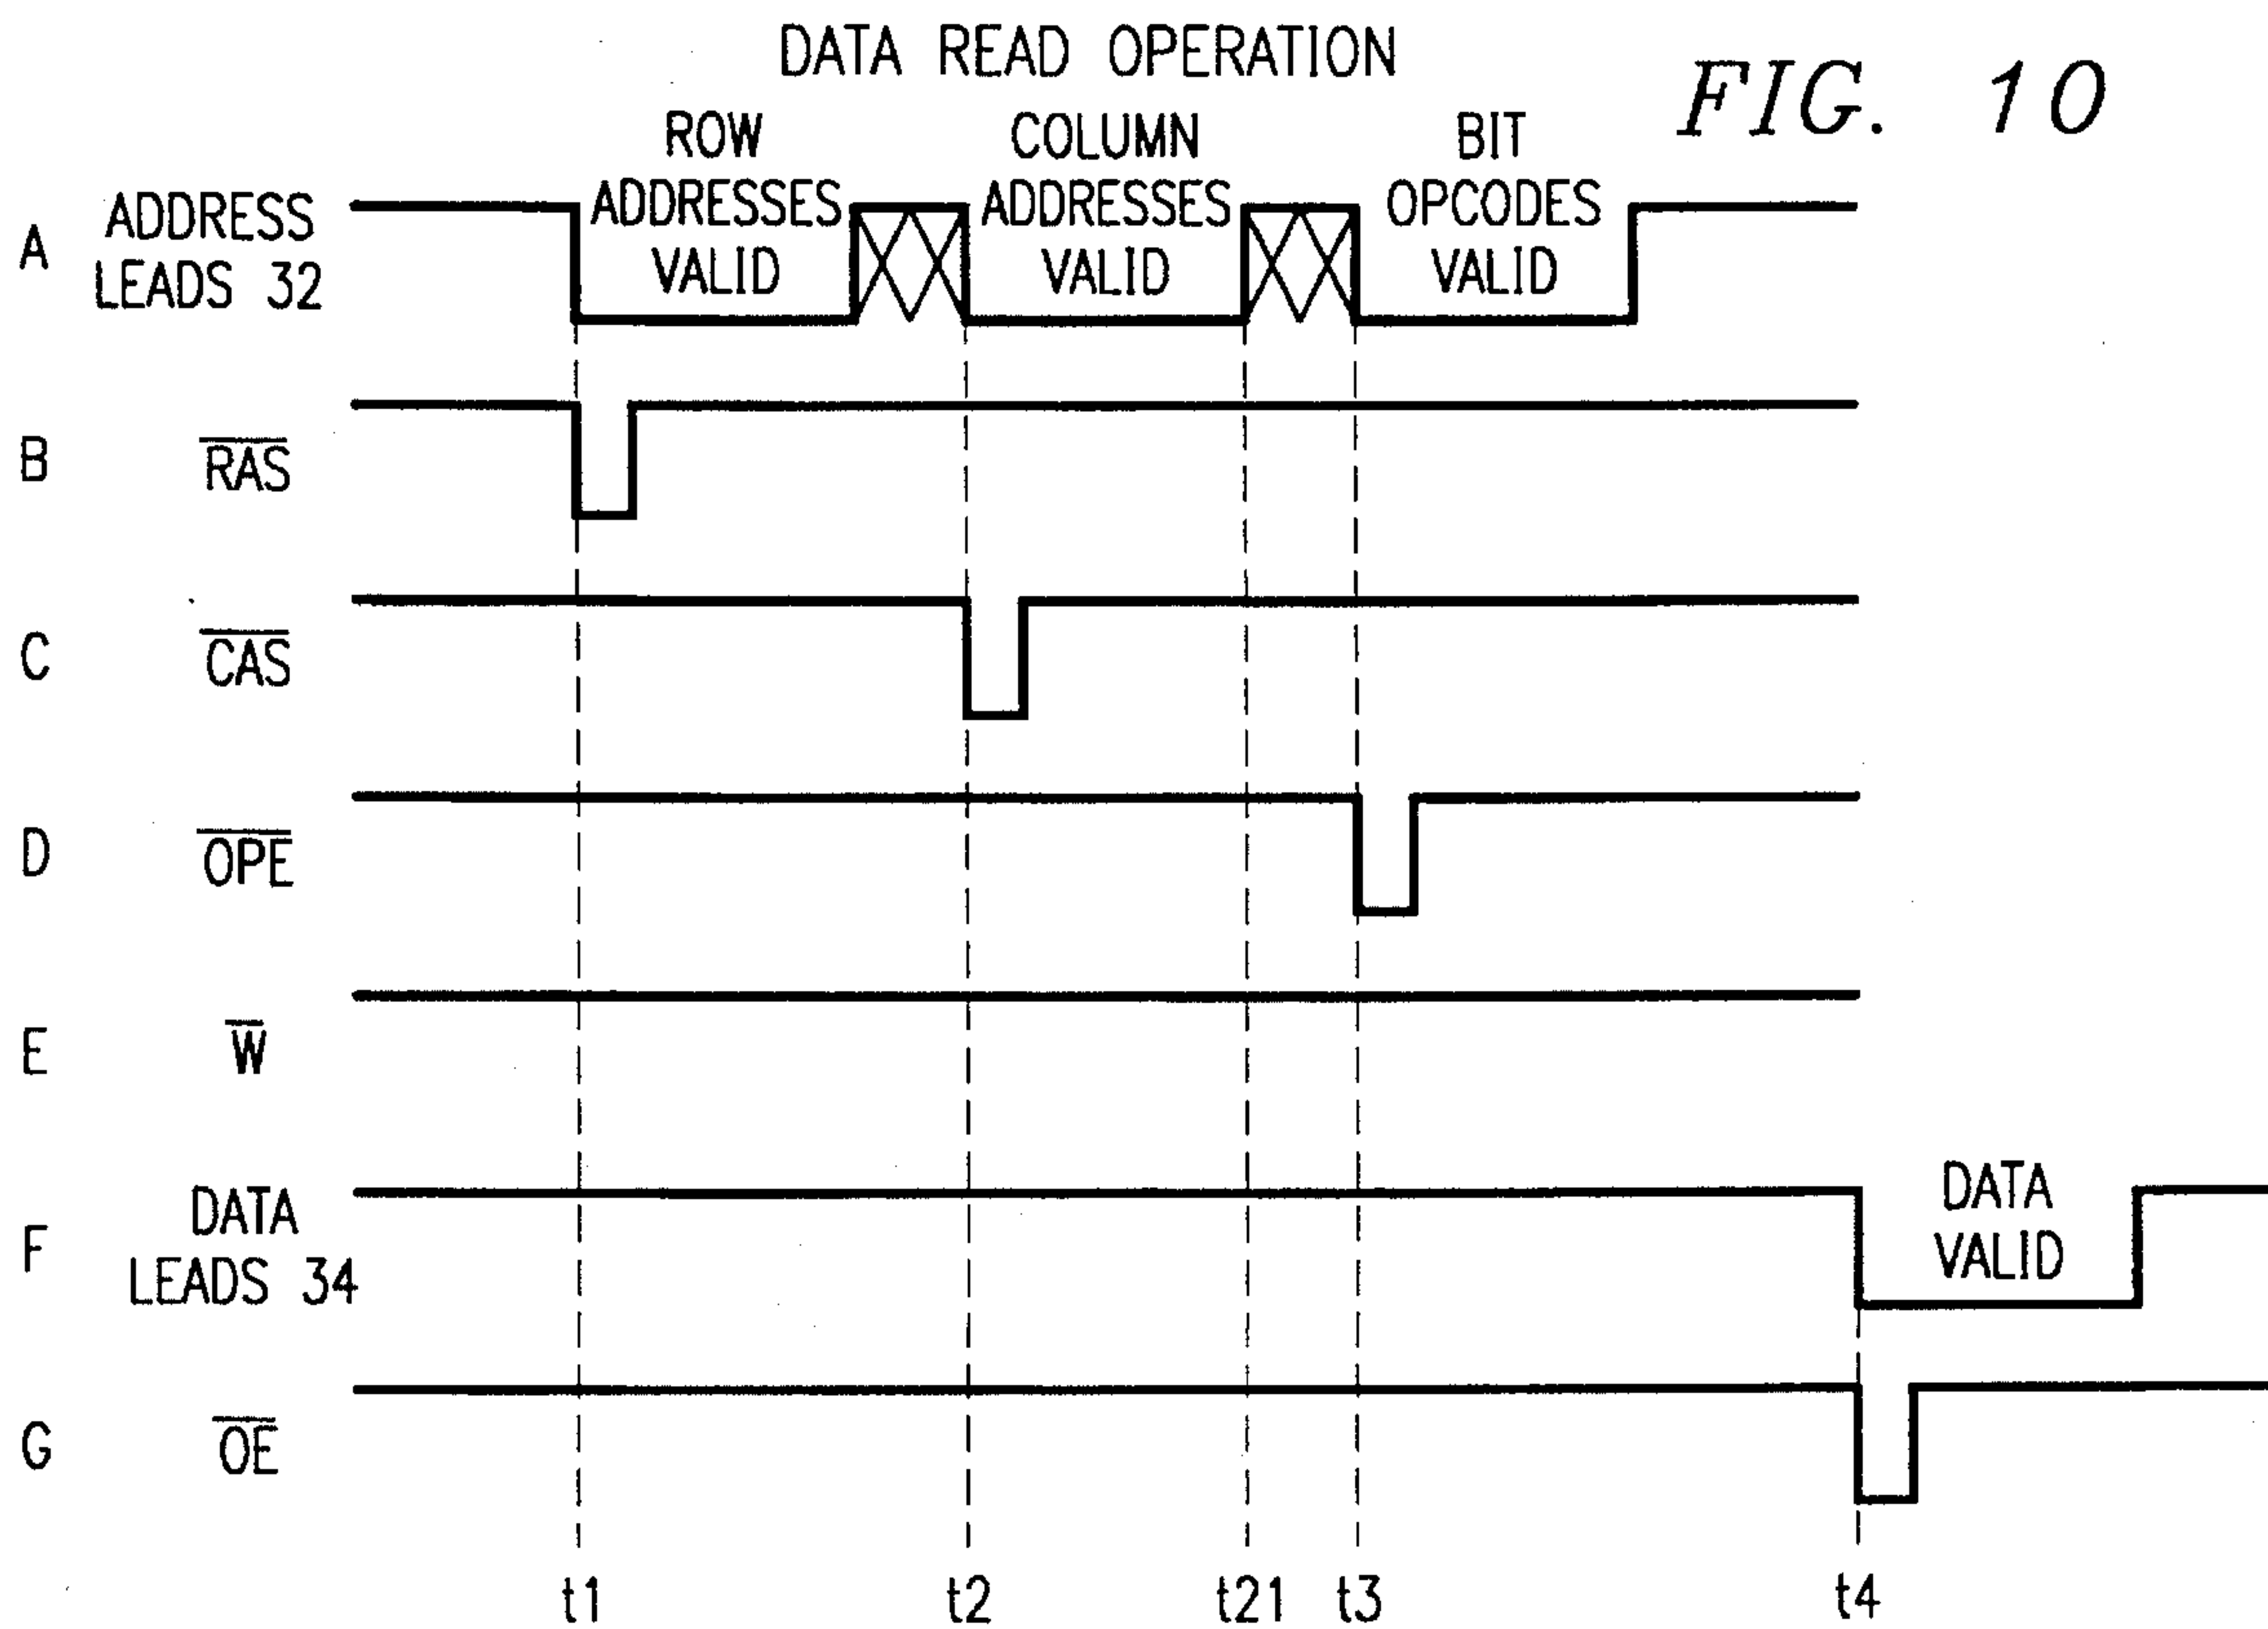 DATA READ OPERATION
FIG. 10
ROW
ADDRESSES
VALID
COLUMN
ADDRESSES
VALID
BIT
OPCODES
VALID
A
ADDRESS
LEADS 32
B
RAS
C
CAS
D
OPE
E
W
F
DATA
LEADS 34
DATA
VALID
G
OE
t1 t2 t21 t3 t4